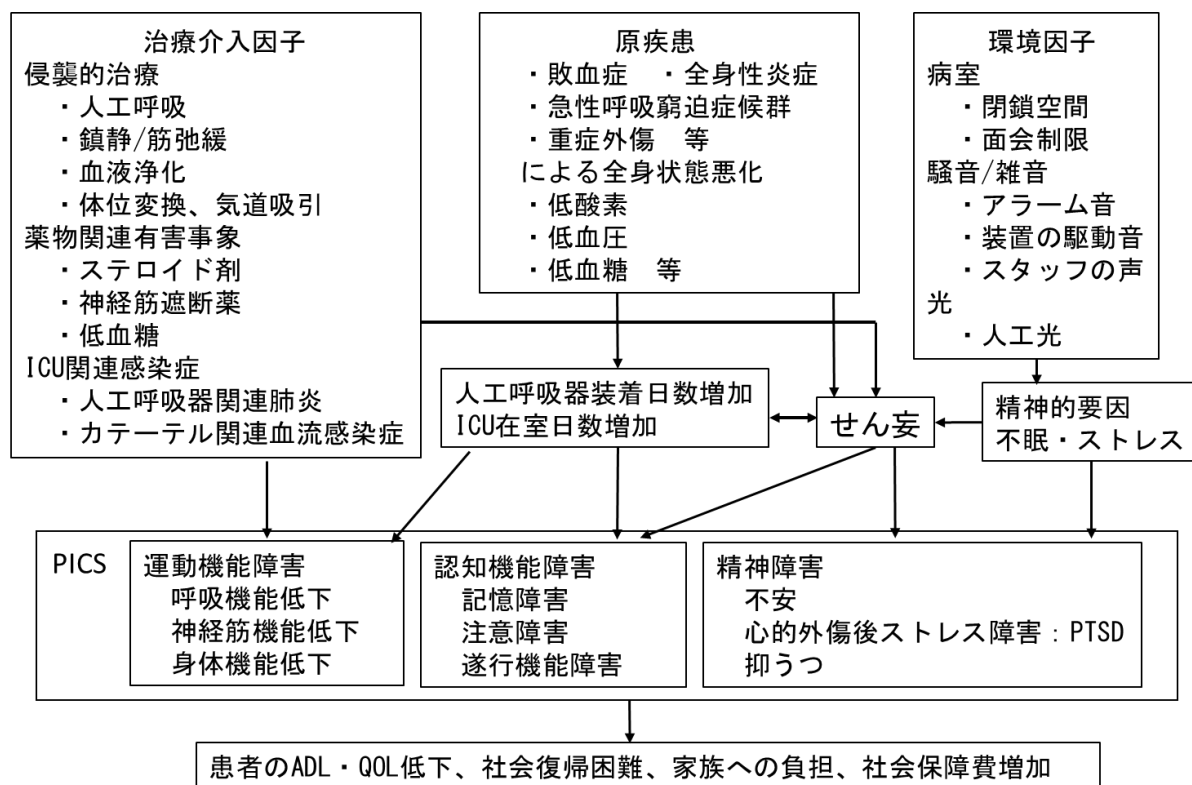 治療介入因子
侵襲的治療
・人工呼吸
・鎮静/筋弛緩
・血液浄化
・体位変換、気道吸引
薬物関連有害事象
・ステロイド剤
・神経筋遮断薬
・低血糖
ICU関連感染症
・人工呼吸器関連肺炎
・カテーテル関連血流感染症
原疾患
・敗血症　・全身性炎症
・急性呼吸窮迫症候群
・重症外傷　等
による全身状態悪化
・低酸素
・低血圧
・低血糖　等
環境因子
病室
・閉鎖空間
・面会制限
騒音/雑音
・アラーム音
・装置の駆動音
・スタッフの声
光
・人工光
人工呼吸器装着日数増加
ICU在室日数増加
せん妄
精神的要因
不眠・ストレス
PICS
運動機能障害
呼吸機能低下
神経筋機能低下
身体機能低下
認知機能障害
記憶障害
注意障害
遂行機能障害
精神障害
不安
心的外傷後ストレス障害：PTSD
抑うつ
患者のADL・QOL低下、社会復帰困難、家族への負担、社会保障費増加